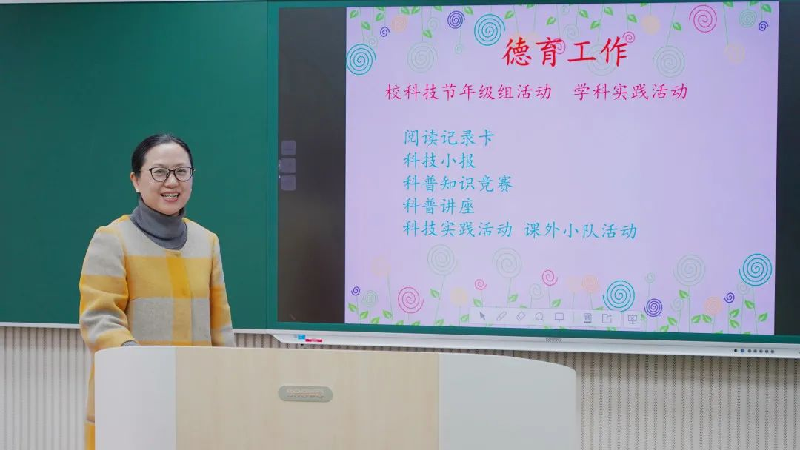 德育工作
校科技节年级组活动 学科实践活动
阅读记录卡
科技小报
科普知识竞赛
科普讲座
科技实践活动 课外小队活动